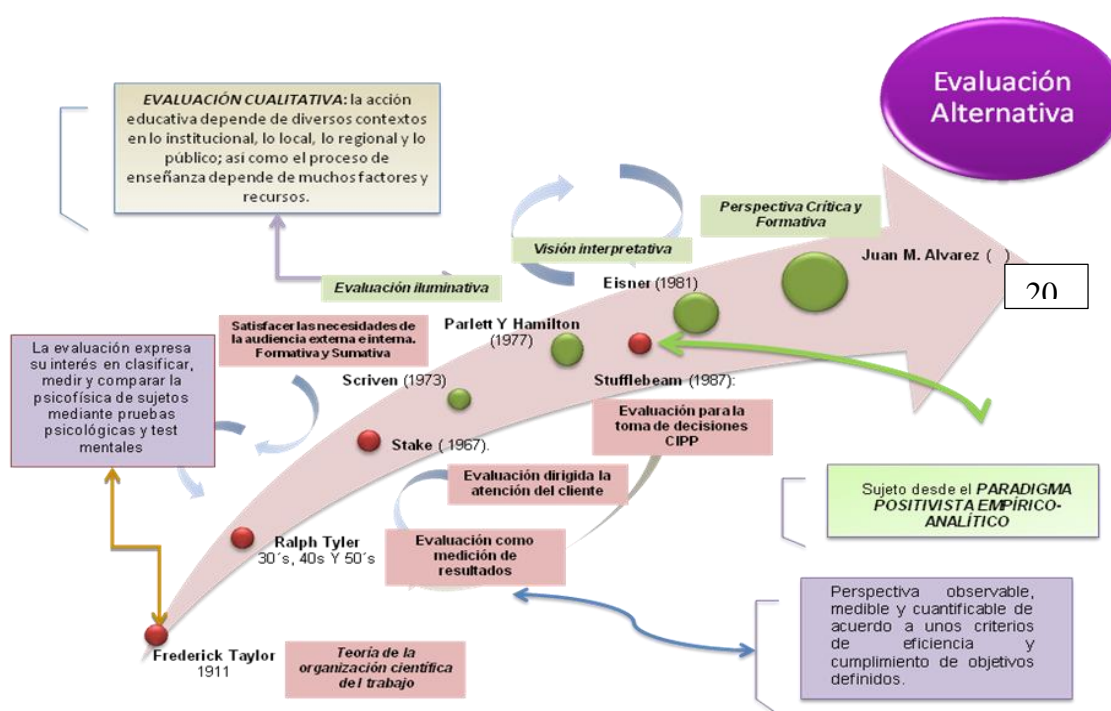 Evaluación
Alternativa
EVALUACIÓN CUALITATIVA: la acción
educativa depende de diversos contextos
en lo institucional, lo local, lo regional y lo
público; así como el proceso de
enseñanza depende de muchos factores y
recursos.
Perspectiva Crítica y
Formativa
Visión interpretativa
Juan M. Alvarez ( )
20
Evaluación iluminativa
Eisner (1981)
Satisfacer las necesidades de
la audiencia externa e interna.
Formativa y Sumativa
Parlett Y Hamilton
(1977)
La evaluación expresa
su interés en clasificar,
medir y comparar la
psicofísica de sujetos
mediante pruebas
psicológicas y test
mentales
Scriven (1973)
Stufflebeam (1987):
Evaluación para la
toma de decisiones
CIPP
Stake ( 1967).
Evaluación dirigida la
atención del cliente
Sujeto desde el PARADIGMA
POSITIVISTA EMPÍRICO-
ANALÍTICO
Ralph Tyler
30´s, 40s Y 50´s
Evaluación como
medición de
resultados
Perspectiva observable,
medible y cuantificable de
acuerdo a unos criterios
de eficiencia y
cumplimiento de objetivos
definidos.
Frederick Taylor
1911
Teoría de la
organización científica
del trabajo